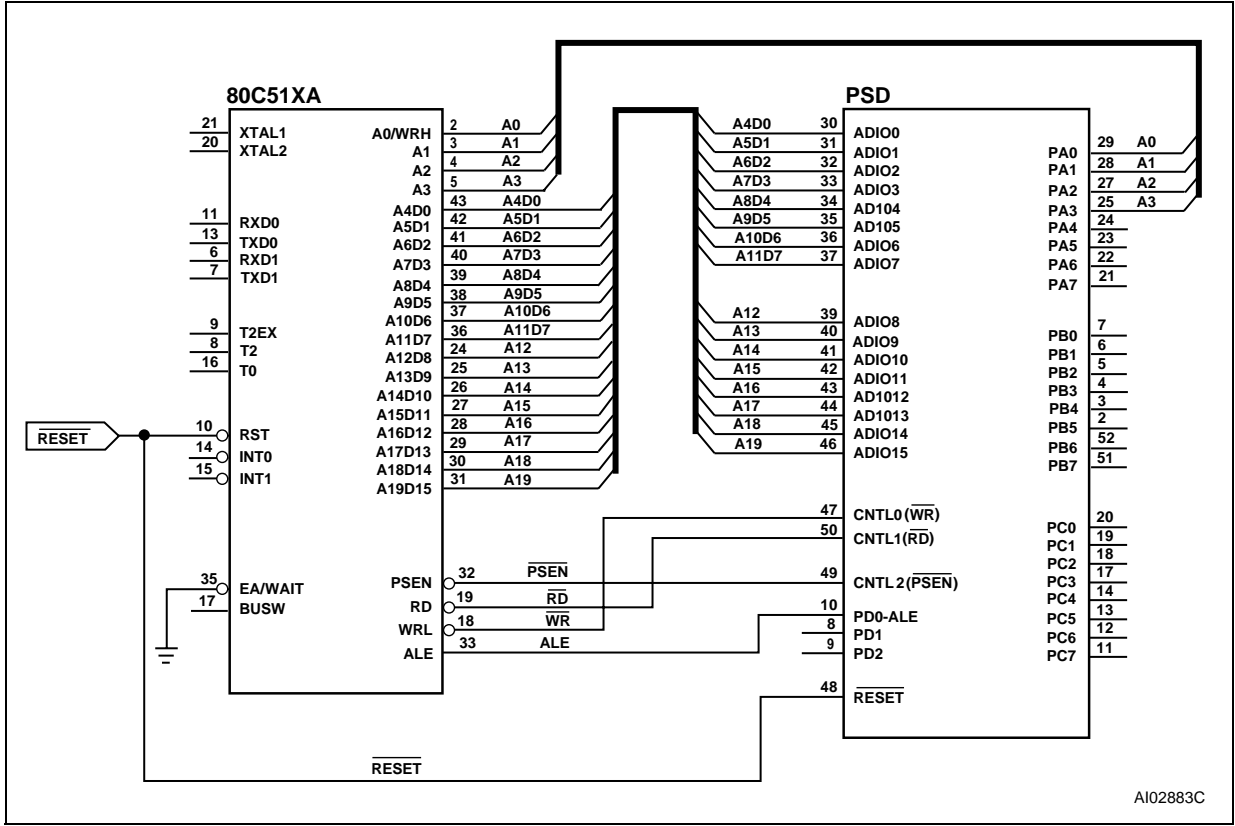 80C51XA
PSD
21 XTAL1
20 XTAL2
11 RXD0
13 TXD0
6 RXD1
7 TXD1
9 T2EX
8 T2
16 T0
RESET
10 RST
14 INT0
15 INT1
35 EA/WAIT
17 BUSW
A0/WRH 2 A0
A1 3 A1
A2 4 A2
A3 5 A3
A4D0 43 A4D0
A5D1 42 A5D1
A6D2 41 A6D2
A7D3 40 A7D3
A8D4 39 A8D4
A9D5 38 A9D5
A10D6 37 A10D6
A11D7 36 A11D7
A12D8 24 A12
A13D9 25 A13
A14D10 26 A14
A15D11 27 A15
A16D12 28 A16
A17D13 29 A17
A18D14 30 A18
A19D15 31 A19
PSEN 32 PSEN
RD 19 RD
WRL 18 WR
ALE 33 ALE
A4D0 30 ADIO0
A5D1 31 ADIO1
A6D2 32 ADIO2
A7D3 33 ADIO3
A8D4 34 AD104
A9D5 35 AD105
A10D6 36 ADIO6
A11D7 37 ADIO7
A12 39 ADIO8
A13 40 ADIO9
A14 41 ADIO10
A15 42 ADIO11
A16 43 AD1012
A17 44 AD1013
A18 45 ADIO14
A19 46 ADIO15
47 CNTL0(WR)
50 CNTL1(RD)
49 CNTL2(PSEN)
10 PD0-ALE
8 PD1
9 PD2
48 RESET
PA0 29 A0
PA1 28 A1
PA2 27 A2
PA3 25 A3
PA4 24
PA5 23
PA6 22
PA7 21
PB0 7
PB1 6
PB2 5
PB3 4
PB4 3
PB5 2
PB6 52
PB7 51
PC0 20
PC1 19
PC2 18
PC3 17
PC4 14
PC5 13
PC6 12
PC7 11
RESET
AI02883C